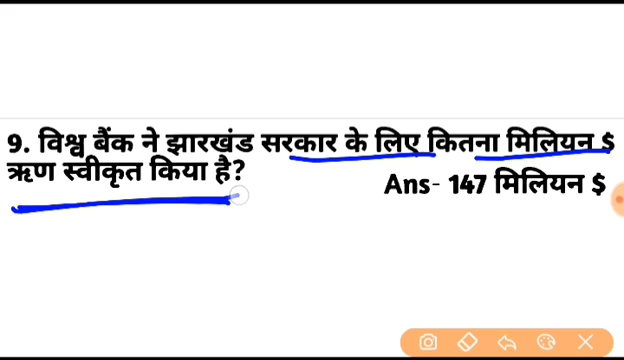 9. विश्व बैंक ने झारखंड सरकार के लिए कितना मिलियन $
ऋण स्वीकृत किया है?
Ans- 147 मिलियन $